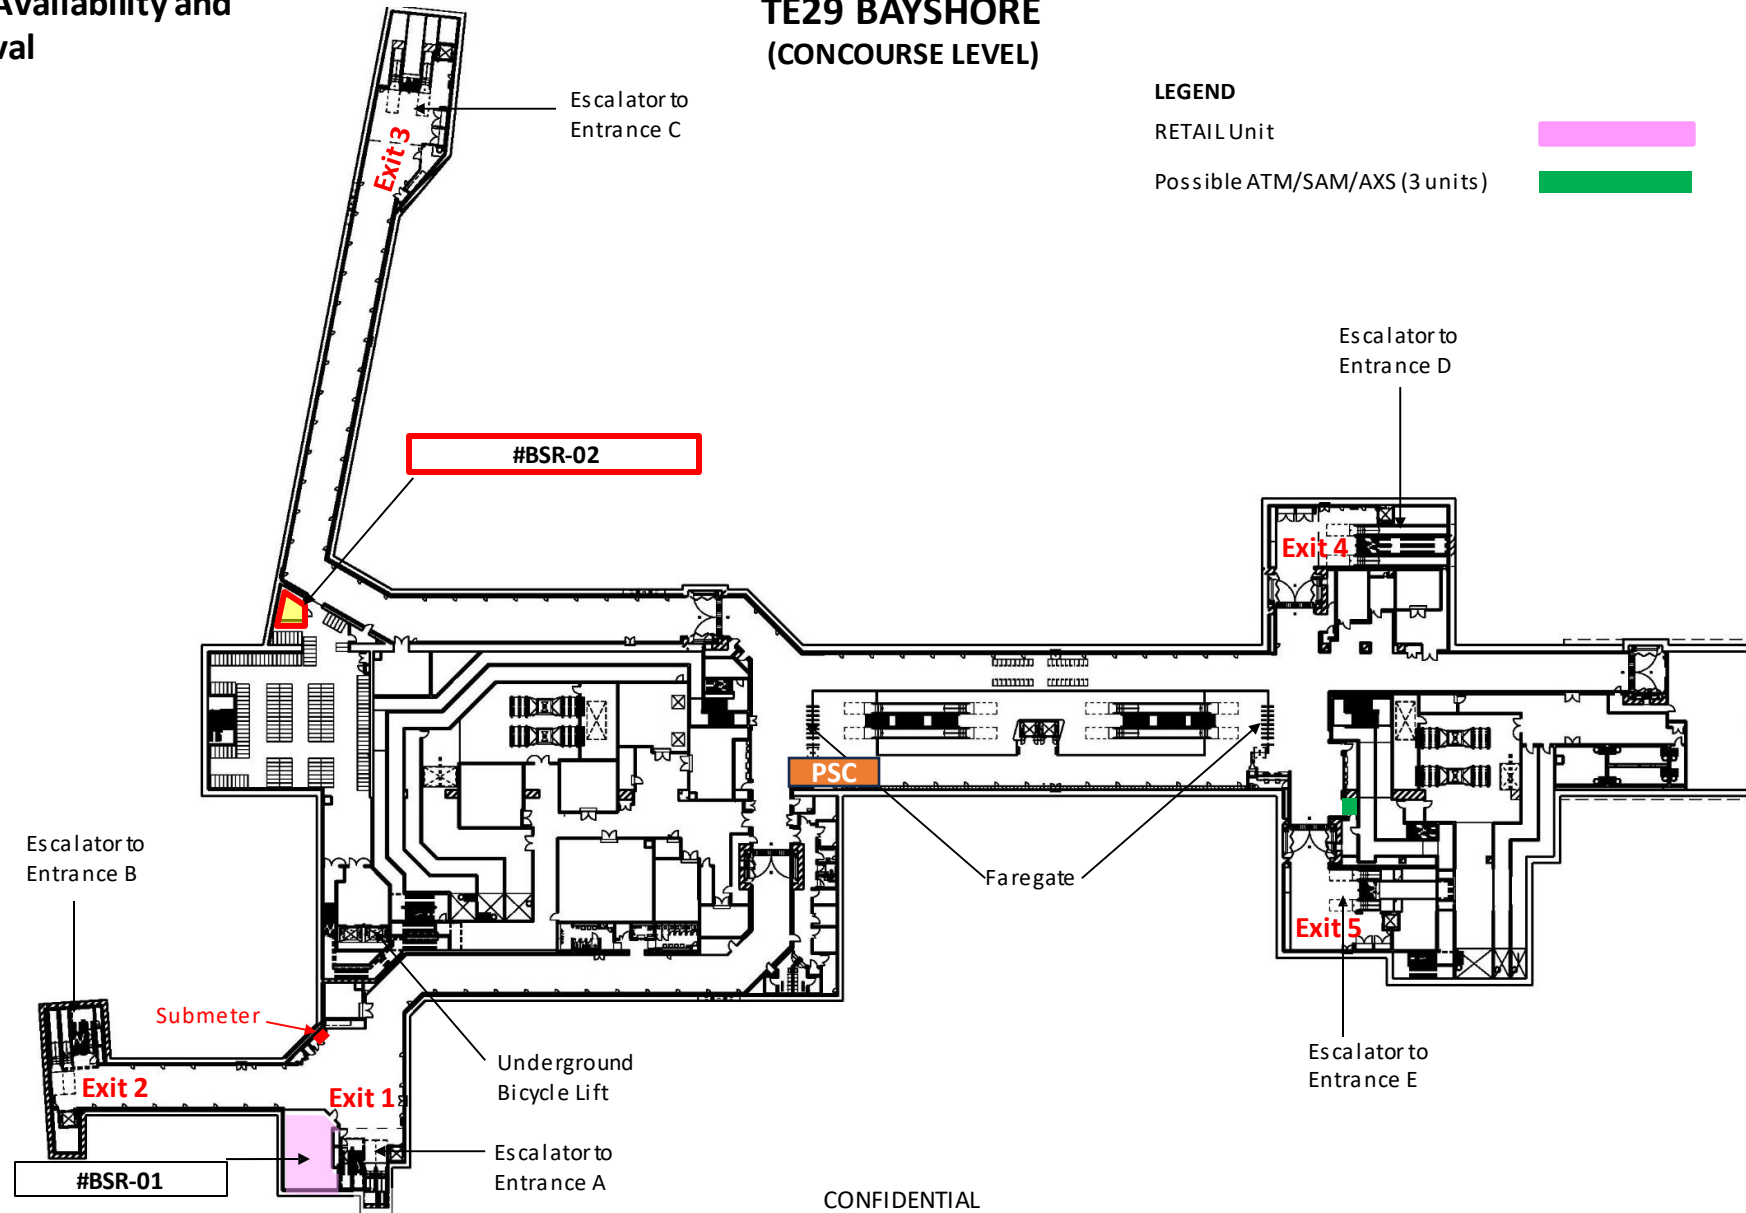 Availability and
val
TE29 BAYSHORE
(CONCOURSE LEVEL)
LEGEND
RETAIL Unit
Possible ATM/SAM/AXS (3 units)
Escalator to
Entrance C
Exit 3
Escalator to
Entrance D
#BSR-02
Exit 4
PSC
Faregate
Escalator to
Entrance B
Exit 5
Submeter
Underground
Bicycle Lift
Escalator to
Entrance E
Exit 2
Exit 1
Escalator to
Entrance A
#BSR-01
CONFIDENTIAL